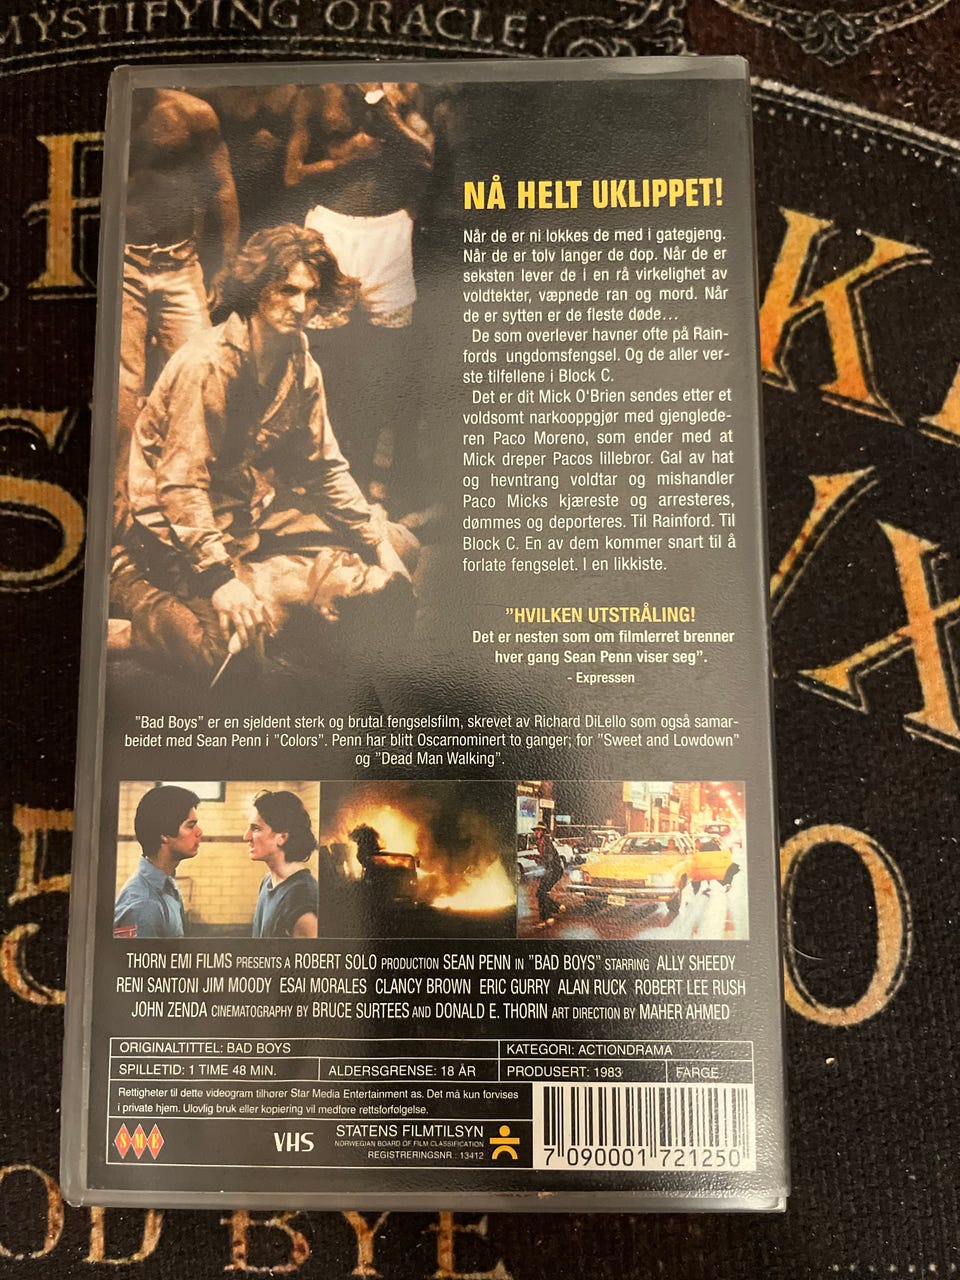 MYSTIFYING ORACLE
NÅ HELT UKLIPPET!
Når de er ni lokkes de med i gategjeng.
Når de er tolv langer de dop. Når de er
seksten lever de i en rå virkelighet av
voldtekter, væpnede ran og mord. Når
de er sytten er de fleste døde...
De som overlever havner ofte på Rain-
fords ungdomsfengsel. Og de aller ver-
ste tilfellene i Block C.
Det er dit Mick O'Brien sendes etter et
voldsomt narkooppgjør med gjenglede-
ren Paco Moreno, som ender med at
Mick dreper Pacos lillebror. Gal av hat
og hevntrang voldtar og mishandler
Paco Micks kjæreste og arresteres,
dømmes og deporteres. Til Rainford. Til
Block C. En av dem kommer snart til å
forlate fengselet. I en likkiste.
"HVILKEN UTSTRÅLING!
Det er nesten som om filmlerret brenner
hver gang Sean Penn viser seg".
- Expressen
"Bad Boys" er en sjeldent sterk og brutal fengselsfilm, skrevet av Richard DiLello som også samar-
beidet med Sean Penn i "Colors". Penn har blitt Oscarnominert to ganger; for "Sweet and Lowdown"
og "Dead Man Walking".
THORN EMI FILMS PRESENTS A ROBERT SOLO PRODUCTION SEAN PENN IN "BAD BOYS" STARRING ALLY SHEEDY
RENI SANTONI JIM MOODY ESAI MORALES CLANCY BROWN ERIC GURRY ALAN RUCK ROBERT LEE RUSH
JOHN ZENDA CINEMATOGRAPHY BY BRUCE SURTEES AND DONALD E. THORIN ART DIRECTION BY MAHER AHMED
ORIGINALTITTEL: BAD BOYS KATEGORI: ACTIONDRAMA
SPILLETID: 1 TIME 48 MIN. ALDERSGRENSE: 18 ÅR PRODUSERT: 1983 FARGE
Rettigheter til dette videogram tilhører Star Media Entertainment as. Det må kun forvises
i private hjem. Ulovlig bruk eller kopiering vil medføre rettsforfølgelse.
SME VHS STATENS FILMTILSYN
NORWEGIAN BOARD OF FILM CLASSIFICATION
REGISTRERINGSNR.: 13412
7 090001 721250
OD BYE